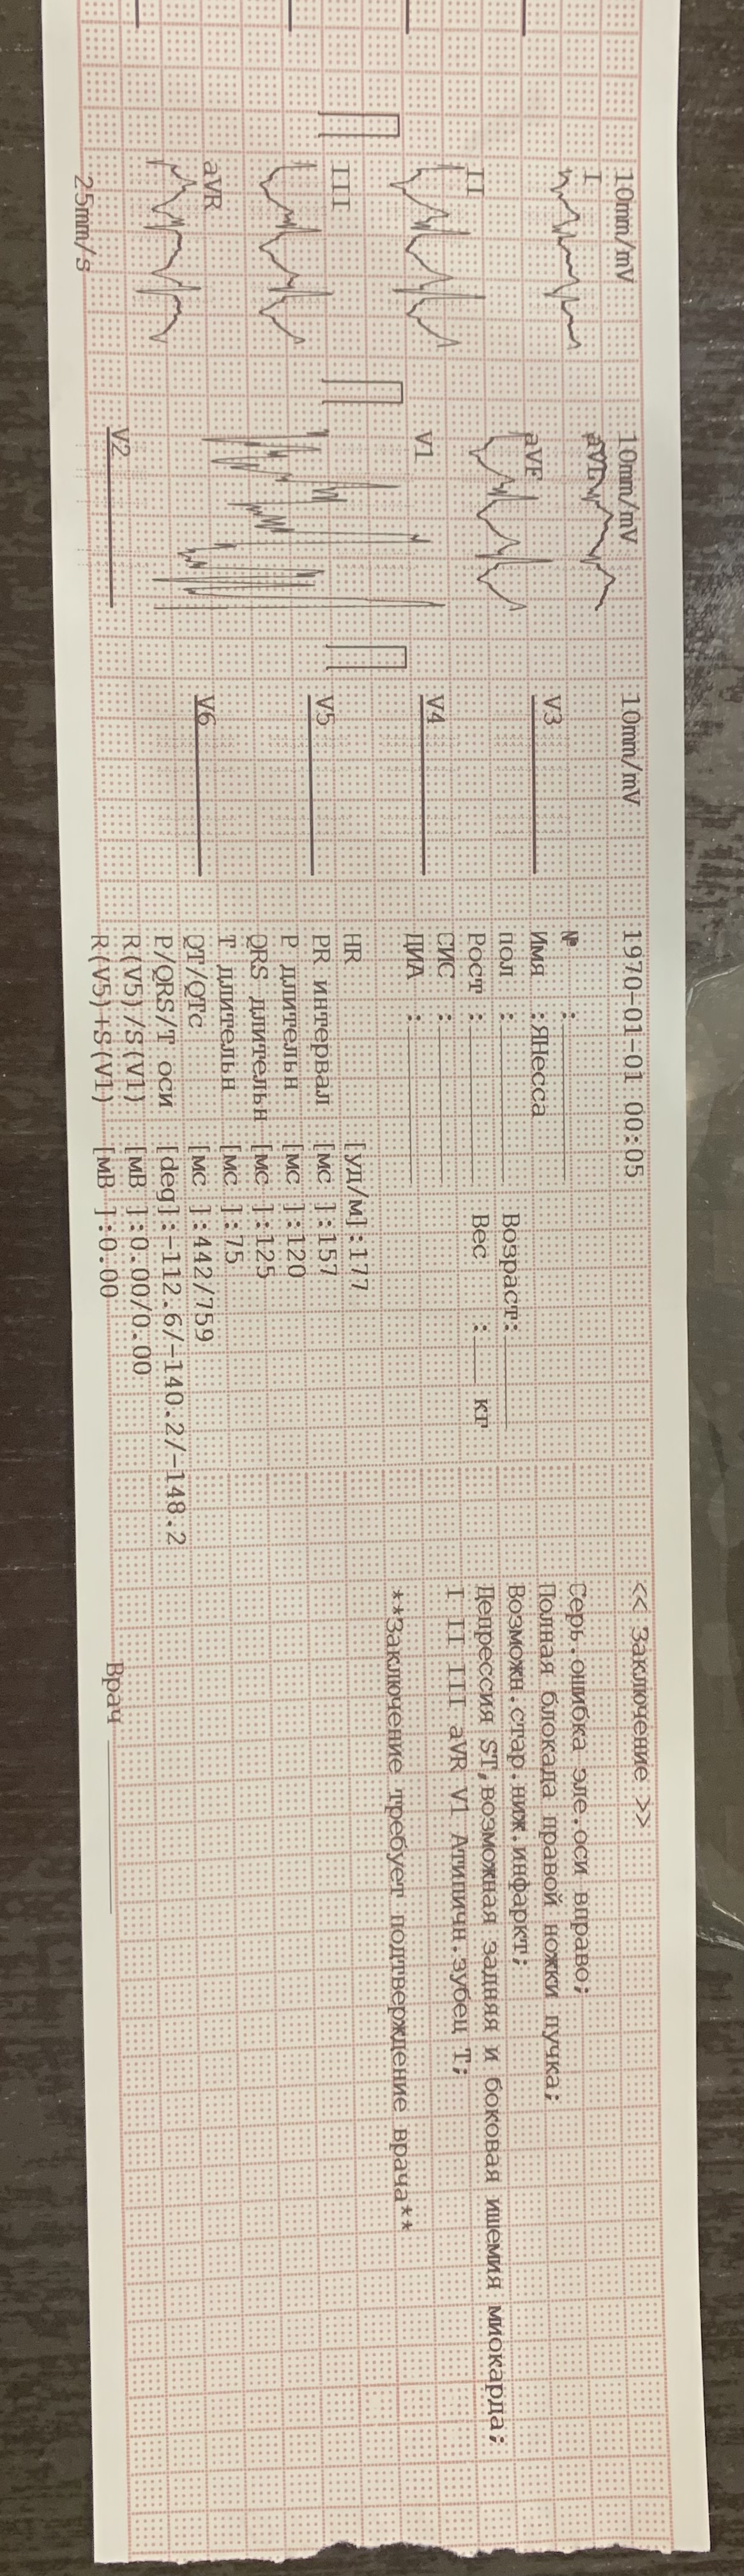 10mm/mV
I
II
III
aVR
25mm/s
10mm/mV
aVL
aVF
V1
V2
10mm/mV
V3
V4
V5
V6
1970-01-01 00:05
№ :
Имя :ЯНесса
пол : Возраст:
Рост : Вес : кг
СИС :
ДИА :
HR [уд/м]:177
PR интервал [мс ]:157
P длительн [мс ]:120
QRS длительн [мс ]:125
T длительн [мс ]:75
QT/QTc [мс ]:442/759
P/QRS/T оси [deg]:-112.6/-140.2/-148.2
R(V5)/S(V1) [мВ ]:0.00/0.00
R(V5)+S(V1) [мВ ]:0.00
<< Заключение >>
Серь.ошибка эле.оси вправо;
Полная блокада правой ножки пучка;
Возможн.стар.ниж.инфаркт;
Депрессия ST,возможная задняя и боковая ишемия миокарда;
I II III aVR V1 Атипичн.зубец T;
**Заключение требует подтверждение врача**
Врач